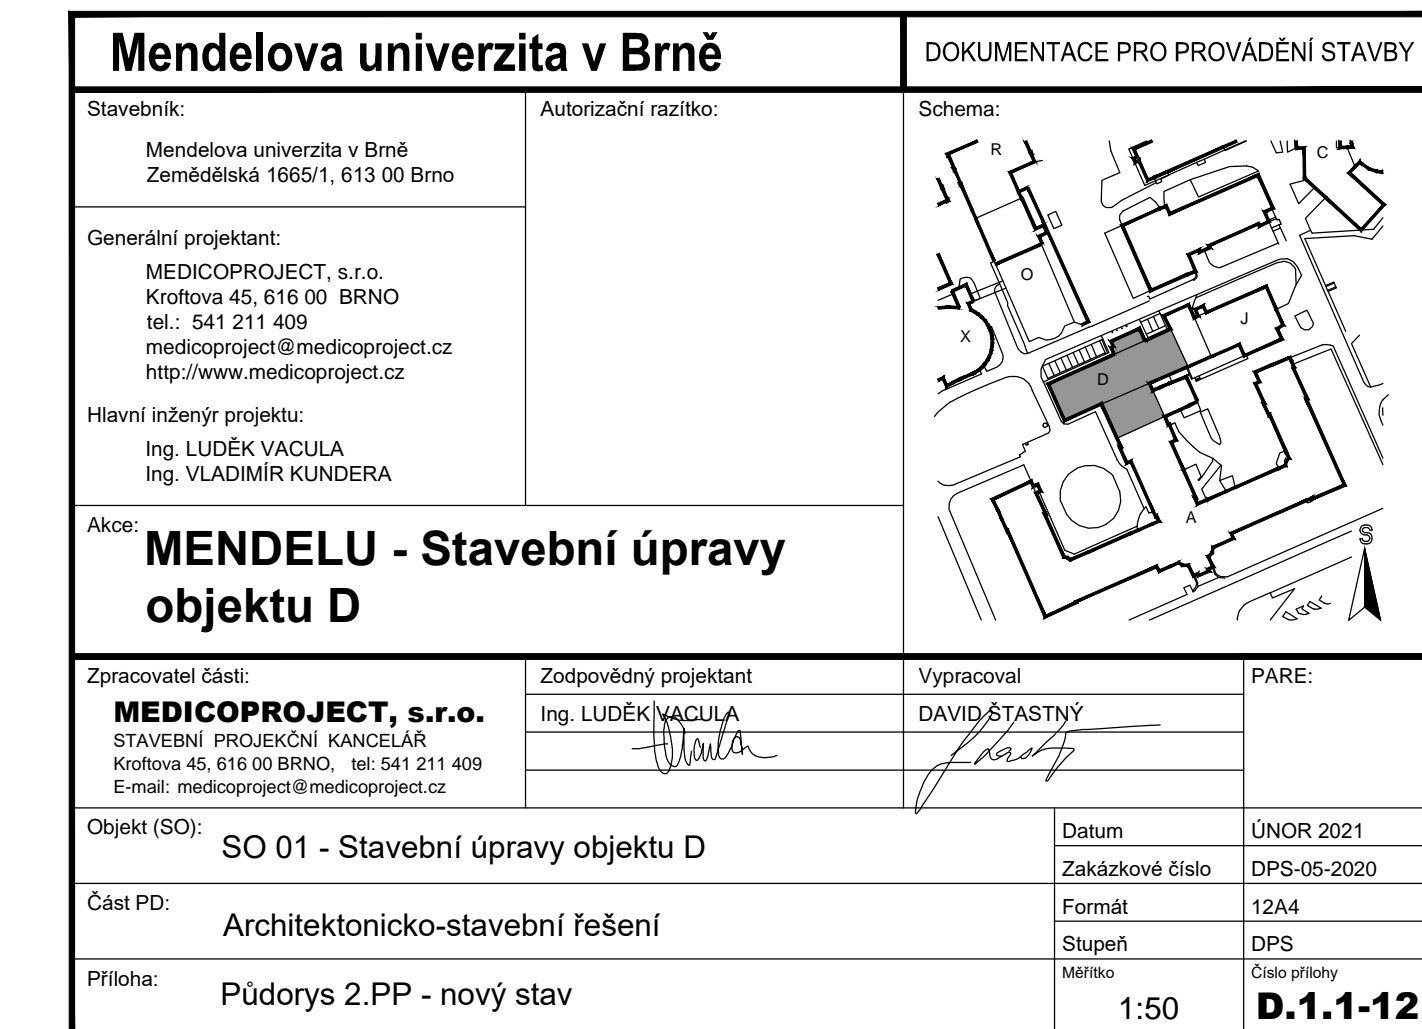 Mendelova univerzita v Brně
DOKUMENTACE PRO PROVÁDĚNÍ STAVBY
Stavebník:
Mendelova univerzita v Brně
Zemědělská 1665/1, 613 00 Brno
Generální projektant:
MEDICOPROJECT, s.r.o.
Kroftova 45, 616 00 BRNO
tel.: 541 211 409
medicoproject@medicoproject.cz
http://www.medicoproject.cz
Hlavní inženýr projektu:
Ing. LUDĚK VACULA
Ing. VLADIMÍR KUNDERA
Autorizační razítko:
Schema:
R
C
O
X
J
D
A
S
Akce:
MENDELU - Stavební úpravy
objektu D
Zpracovatel části:
MEDICOPROJECT, s.r.o.
STAVEBNÍ PROJEKČNÍ KANCELÁŘ
Kroftova 45, 616 00 BRNO, tel: 541 211 409
E-mail: medicoproject@medicoproject.cz
Zodpovědný projektant
Ing. LUDĚK VACULA
Vypracoval
DAVID ŠTASTNÝ
PARE:
Objekt (SO):
SO 01 - Stavební úpravy objektu D
Datum
ÚNOR 2021
Zakázkové číslo
DPS-05-2020
Část PD:
Architektonicko-stavební řešení
Formát
12A4
Stupeň
DPS
Příloha:
Půdorys 2.PP - nový stav
Měřítko
1:50
Číslo přílohy
D.1.1-12